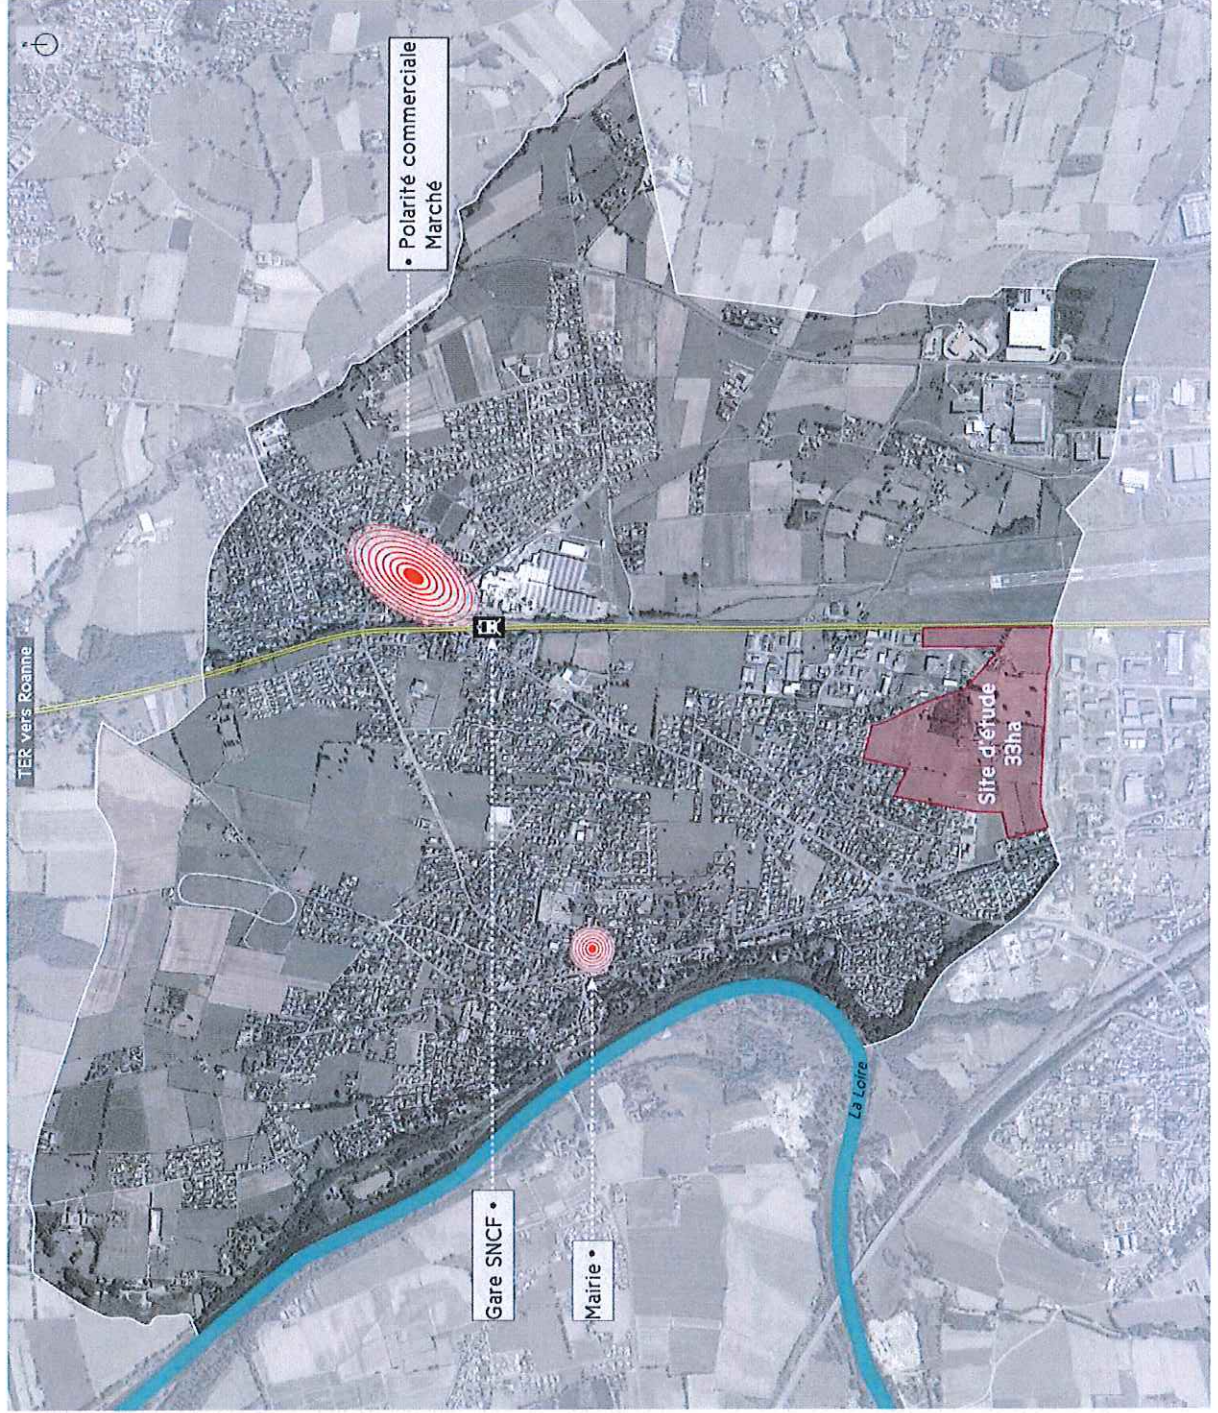 N
TER vers Roanne
• Polarité commerciale
Marché
Gare SNCF •
Mairie •
Site d'étude
33ha
La Loire